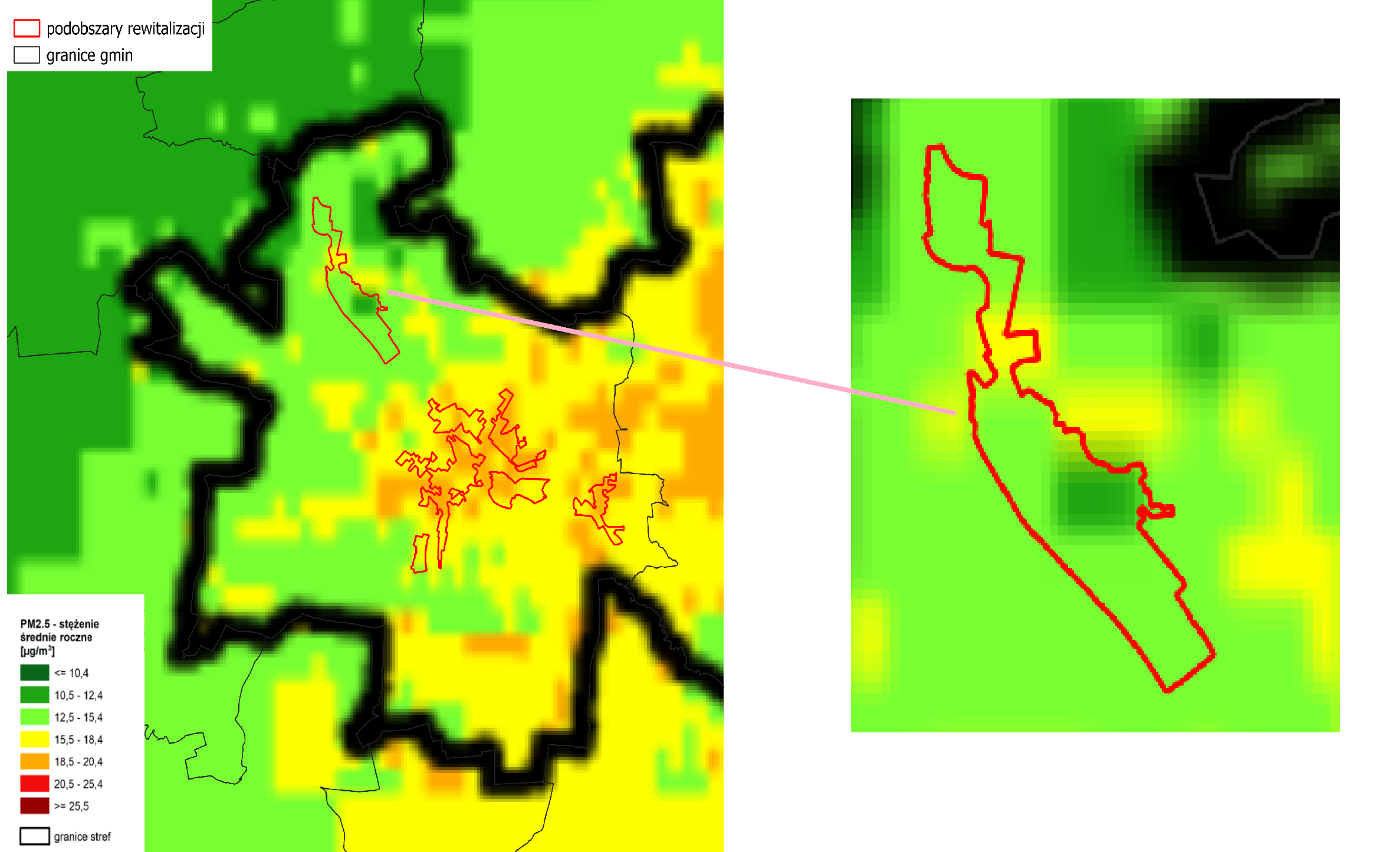 podobszary rewitalizacji
granice gmin
PM2.5 - stężenie
średnie roczne
[µg/m³]
<= 10,4
10,5 - 12,4
12,5 - 15,4
15,5 - 18,4
18,5 - 20,4
20,5 - 25,4
>= 25,5
granice stref